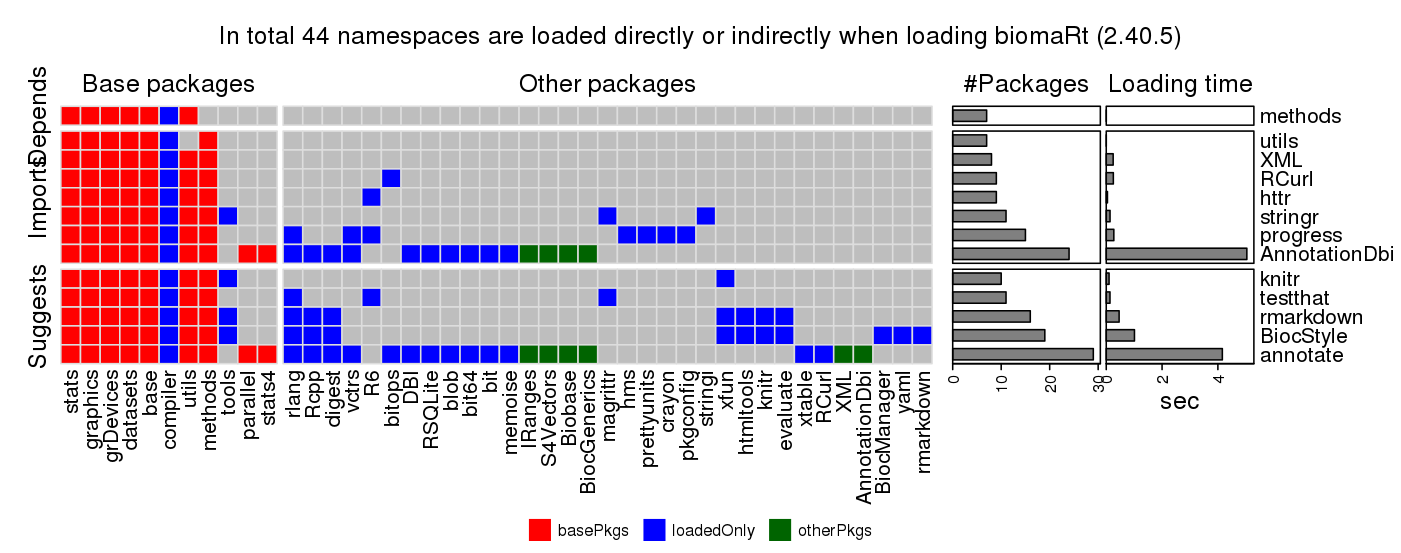 In total 44 namespaces are loaded directly or indirectly when loading biomaRt (2.40.5)
Base packages
Other packages
#Packages
Loading time
Depends
Imports
Suggests
methods
utils
XML
RCurl
httr
stringr
progress
AnnotationDbi
knitr
testthat
rmarkdown
BiocStyle
annotate
stats
graphics
grDevices
datasets
base
compiler
utils
methods
tools
parallel
stats4
rlang
Rcpp
digest
vctrs
R6
bitops
DBI
RSQLite
blob
bit64
bit
memoise
IRanges
S4Vectors
Biobase
BiocGenerics
magrittr
hms
prettyunits
crayon
pkgconfig
stringi
xfun
htmltools
knitr
evaluate
xtable
RCurl
XML
AnnotationDbi
BiocManager
yaml
rmarkdown
0 10 20 30
0 2 4
sec
basePkgs loadedOnly otherPkgs